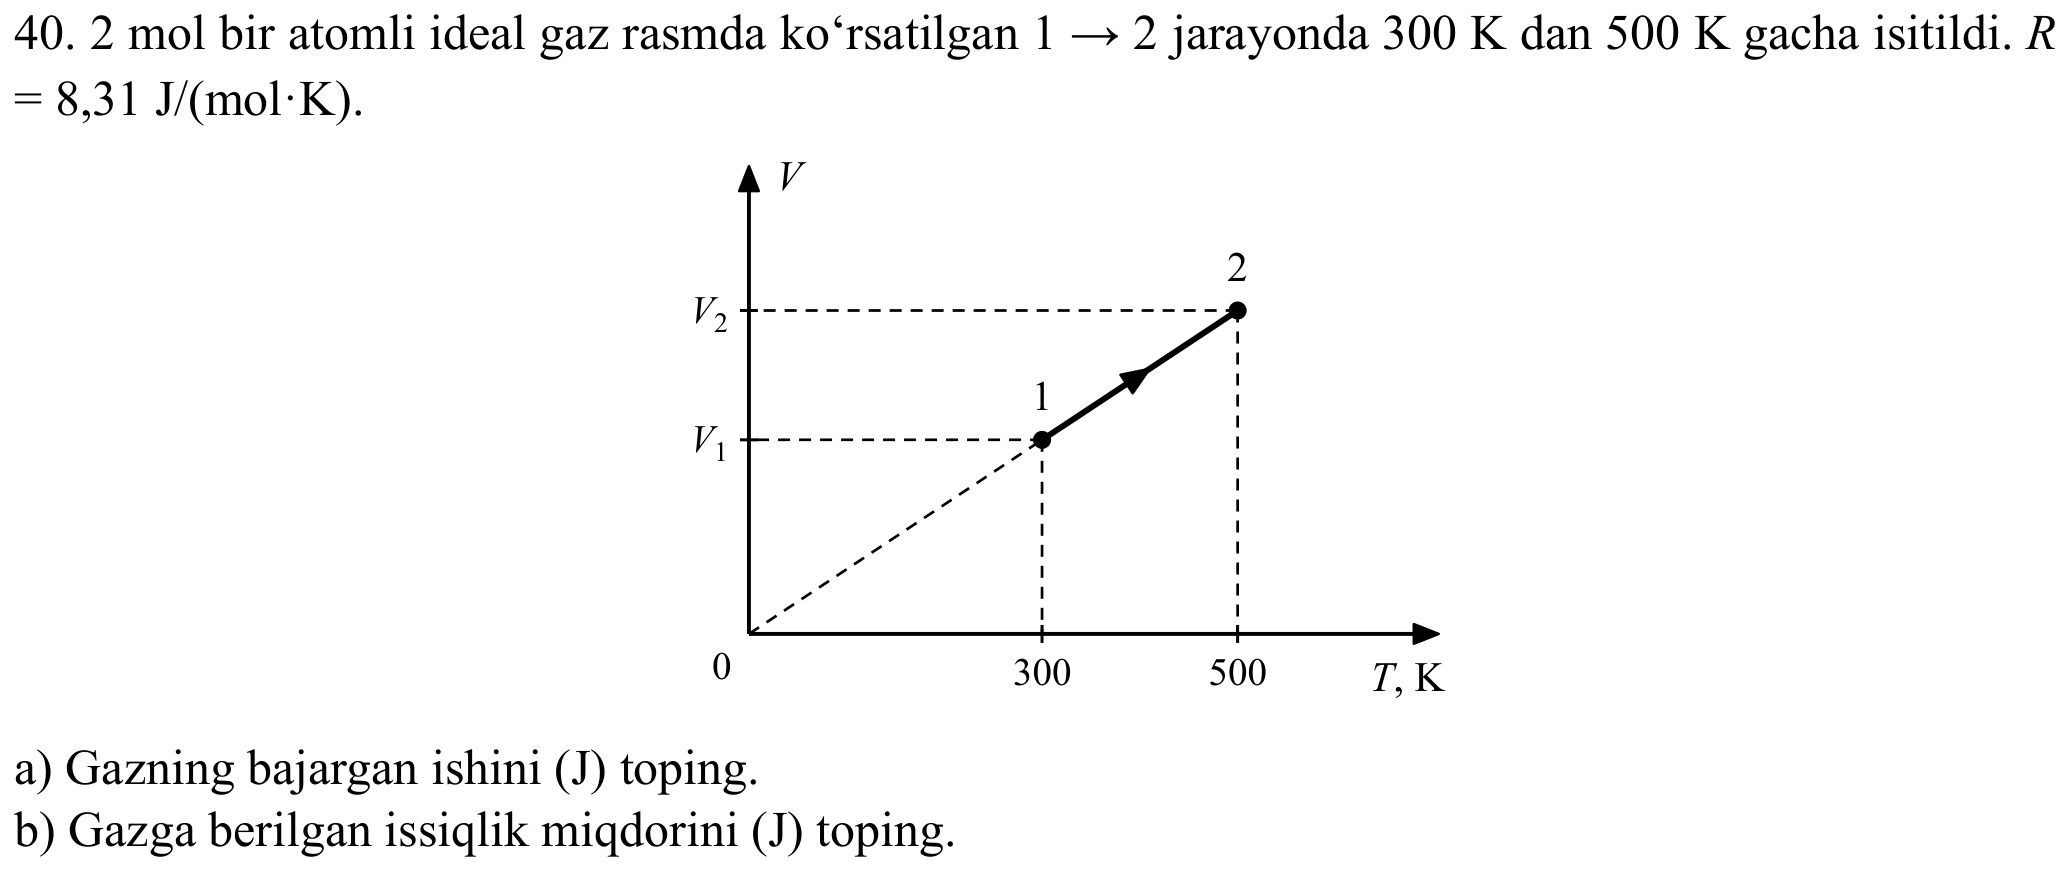 40. 2 mol bir atomli ideal gaz rasmda ko‘rsatilgan 1 → 2 jarayonda 300 K dan 500 K gacha isitildi. R
= 8,31 J/(mol·K).
V
2
V₂
1
V₁
0
300
500
T, K
a) Gazning bajargan ishini (J) toping.
b) Gazga berilgan issiqlik miqdorini (J) toping.